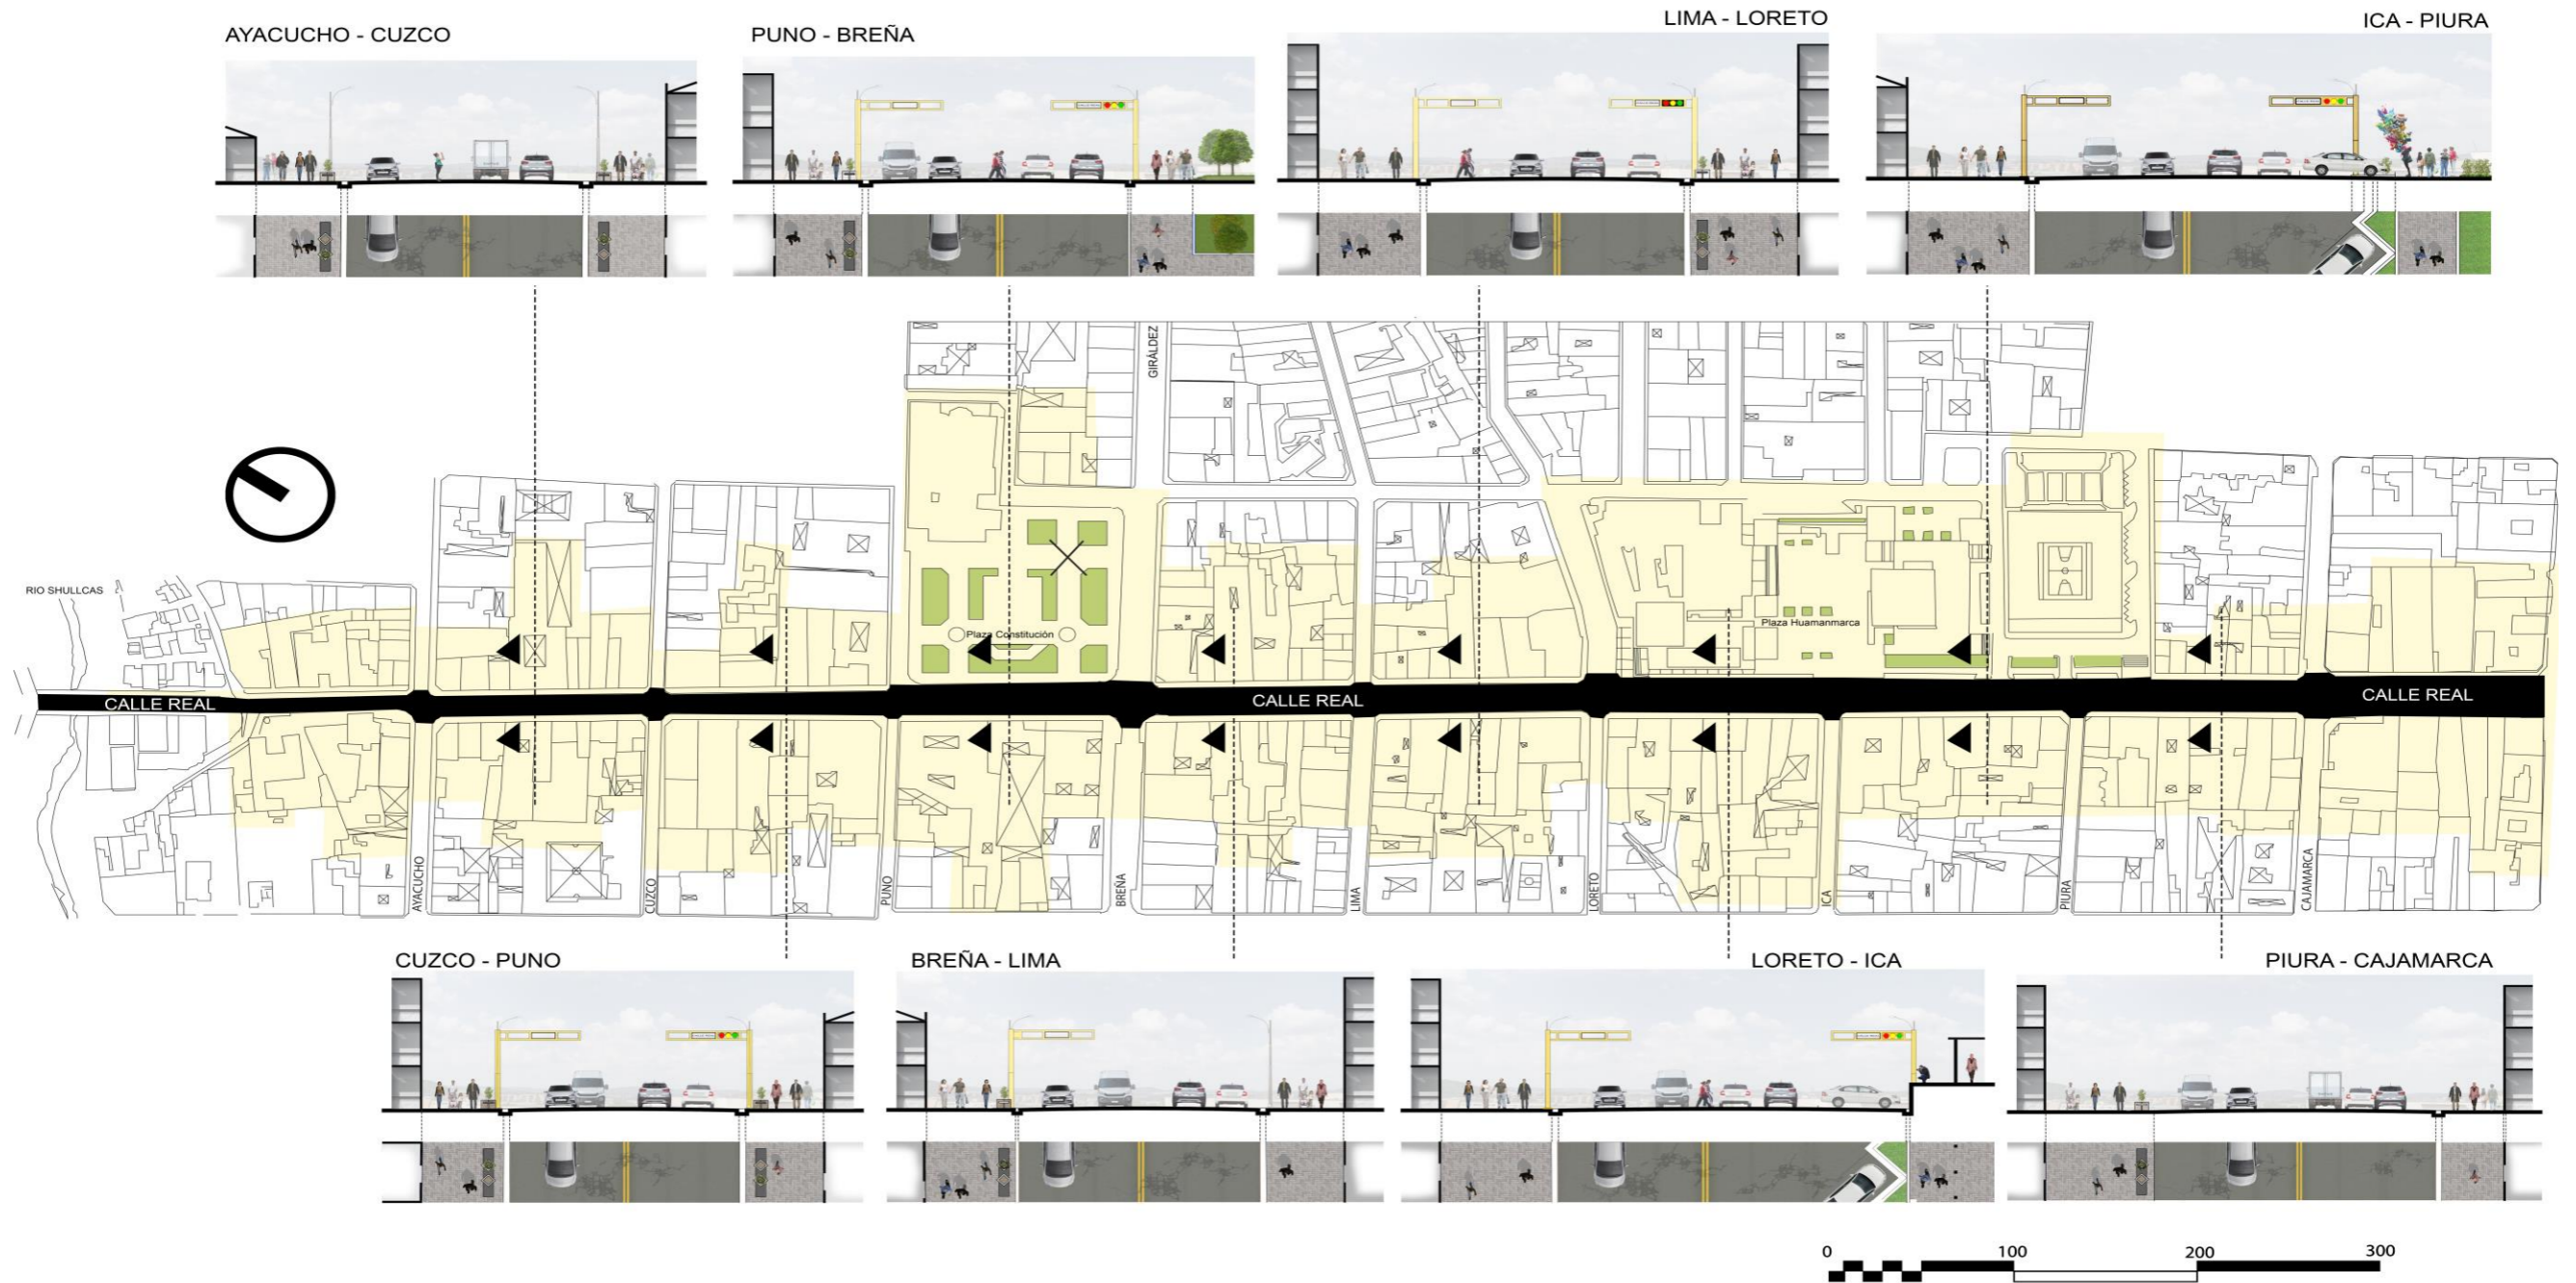 AYACUCHO - CUZCO
PUNO - BREÑA
LIMA - LORETO
ICA - PIURA
GIRÁLDEZ
RIO SHULLCAS
Plaza Constitución
Plaza Huamanmarca
CALLE REAL
CALLE REAL
CALLE REAL
AYACUCHO
CUZCO
PUNO
BREÑA
LIMA
LORETO
ICA
PIURA
CAJAMARCA
CUZCO - PUNO
BREÑA - LIMA
LORETO - ICA
PIURA - CAJAMARCA
0 100 200 300